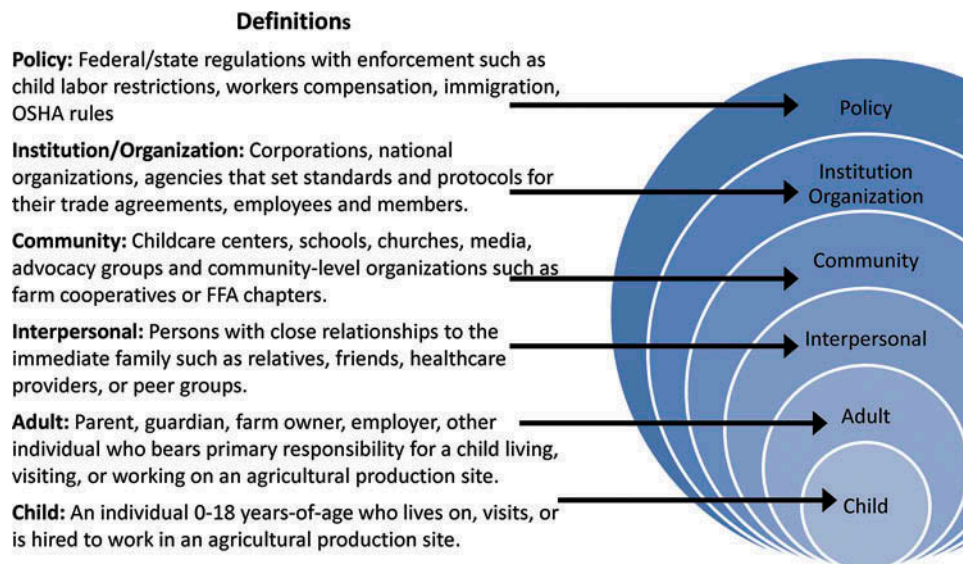 Definitions
Policy: Federal/state regulations with enforcement such as
child labor restrictions, workers compensation, immigration,
OSHA rules
Institution/Organization: Corporations, national
organizations, agencies that set standards and protocols for
their trade agreements, employees and members.
Community: Childcare centers, schools, churches, media,
advocacy groups and community-level organizations such as
farm cooperatives or FFA chapters.
Interpersonal: Persons with close relationships to the
immediate family such as relatives, friends, healthcare
providers, or peer groups.
Adult: Parent, guardian, farm owner, employer, other
individual who bears primary responsibility for a child living,
visiting, or working on an agricultural production site.
Child: An individual 0-18 years-of-age who lives on, visits, or
is hired to work in an agricultural production site.
Policy
Institution
Organization
Community
Interpersonal
Adult
Child